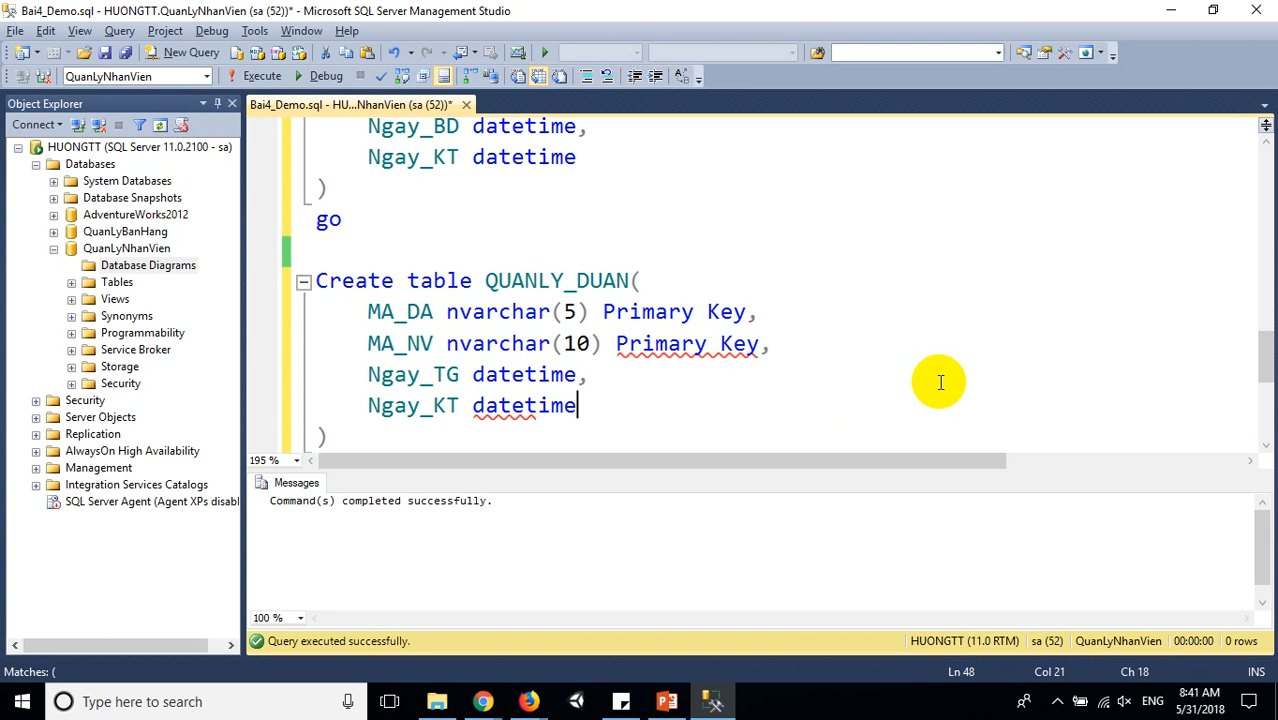 Bai4_Demo.sql - HUONGTT.QuanLyNhanVien (sa (52))* - Microsoft SQL Server Management Studio
File Edit View Query Project Debug Tools Window Help
New Query
QuanLyNhanVien Execute Debug
Object Explorer
Bai4_Demo.sql - HU...NhanVien (sa (52))*
Connect
HUONGTT (SQL Server 11.0.2100 - sa)
Databases
System Databases
Database Snapshots
AdventureWorks2012
QuanLyBanHang
QuanLyNhanVien
Database Diagrams
Tables
Views
Synonyms
Programmability
Service Broker
Storage
Security
Security
Server Objects
Replication
AlwaysOn High Availability
Management
Integration Services Catalogs
SQL Server Agent (Agent XPs disabl
Ngay_BD datetime,
Ngay_KT datetime
)
go
Create table QUANLY_DUAN(
MA_DA nvarchar(5) Primary Key,
MA_NV nvarchar(10) Primary Key,
Ngay_TG datetime,
Ngay_KT datetime
)
195 %
Messages
Command(s) completed successfully.
100 %
Query executed successfully. HUONGTT (11.0 RTM) sa (52) QuanLyNhanVien 00:00:00 0 rows
Matches: ( Ln 48 Col 21 Ch 18 INS
Type here to search ENG 8:41 AM
5/31/2018